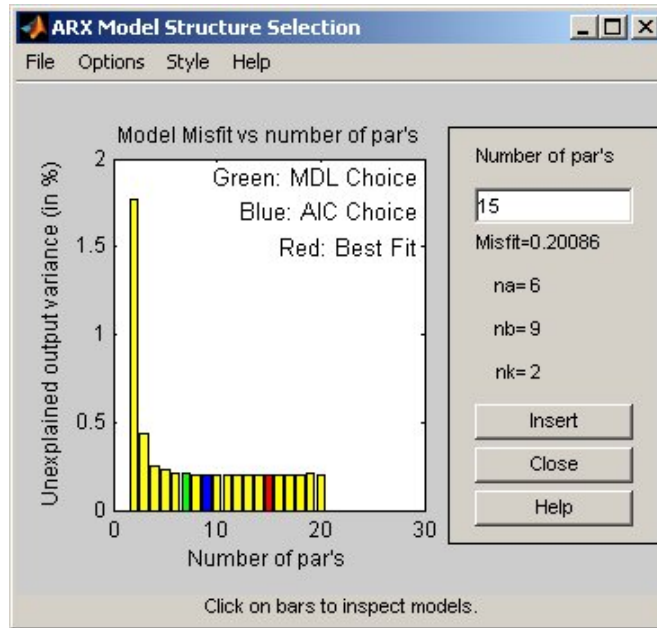 ARX Model Structure Selection
File Options Style Help
Model Misfit vs number of par's
Unexplained output variance (in %)
2
1.5
1
0.5
0
Green: MDL Choice
Blue: AIC Choice
Red: Best Fit
0 10 20 30
Number of par's
Number of par's
15
Misfit=0.20086
na= 6
nb= 9
nk= 2
Insert
Close
Help
Click on bars to inspect models.